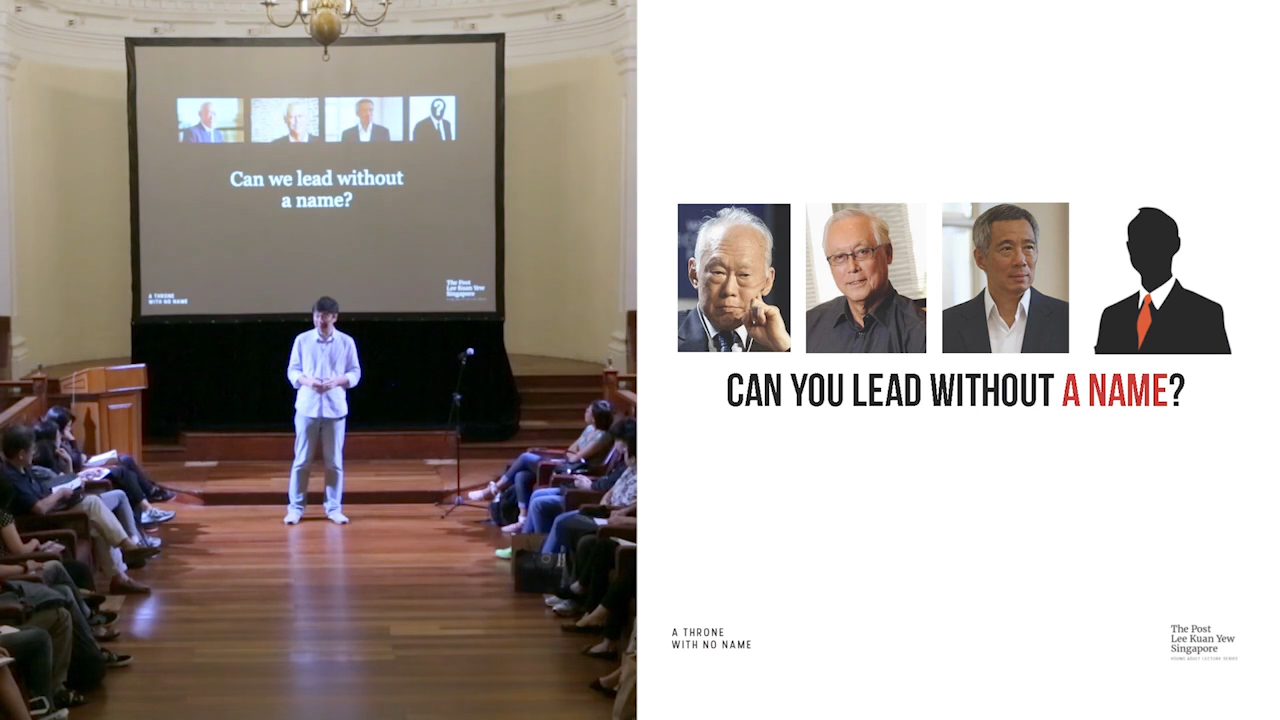 Can we lead without
a name?
A THRONE
WITH NO NAME
The Post
Lee Kuan Yew
Singapore
CAN YOU LEAD WITHOUT A NAME?
A THRONE
WITH NO NAME
The Post
Lee Kuan Yew
Singapore